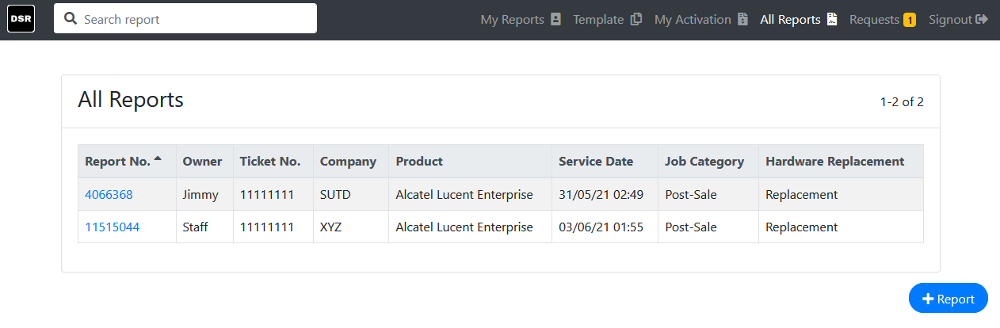 DSR Search report My Reports Template My Activation All Reports Requests 1 Signout
All Reports 1-2 of 2
Report No. Owner Ticket No. Company Product Service Date Job Category Hardware Replacement
4066368 Jimmy 11111111 SUTD Alcatel Lucent Enterprise 31/05/21 02:49 Post-Sale Replacement
11515044 Staff 11111111 XYZ Alcatel Lucent Enterprise 03/06/21 01:55 Post-Sale Replacement
+ Report